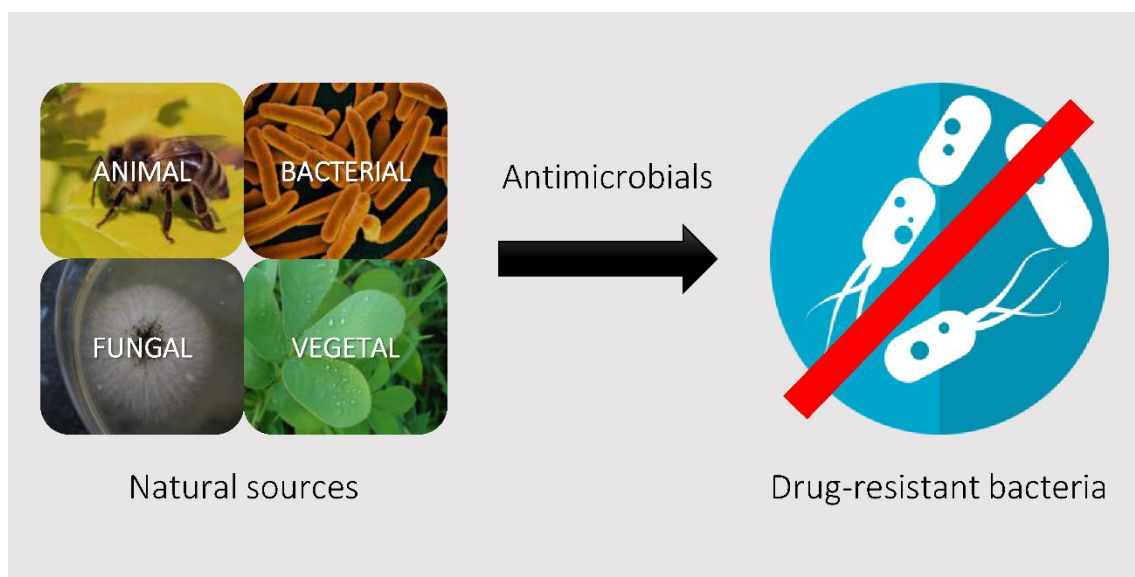 ANIMAL
BACTERIAL
FUNGAL
VEGETAL
Natural sources
Antimicrobials
Drug-resistant bacteria